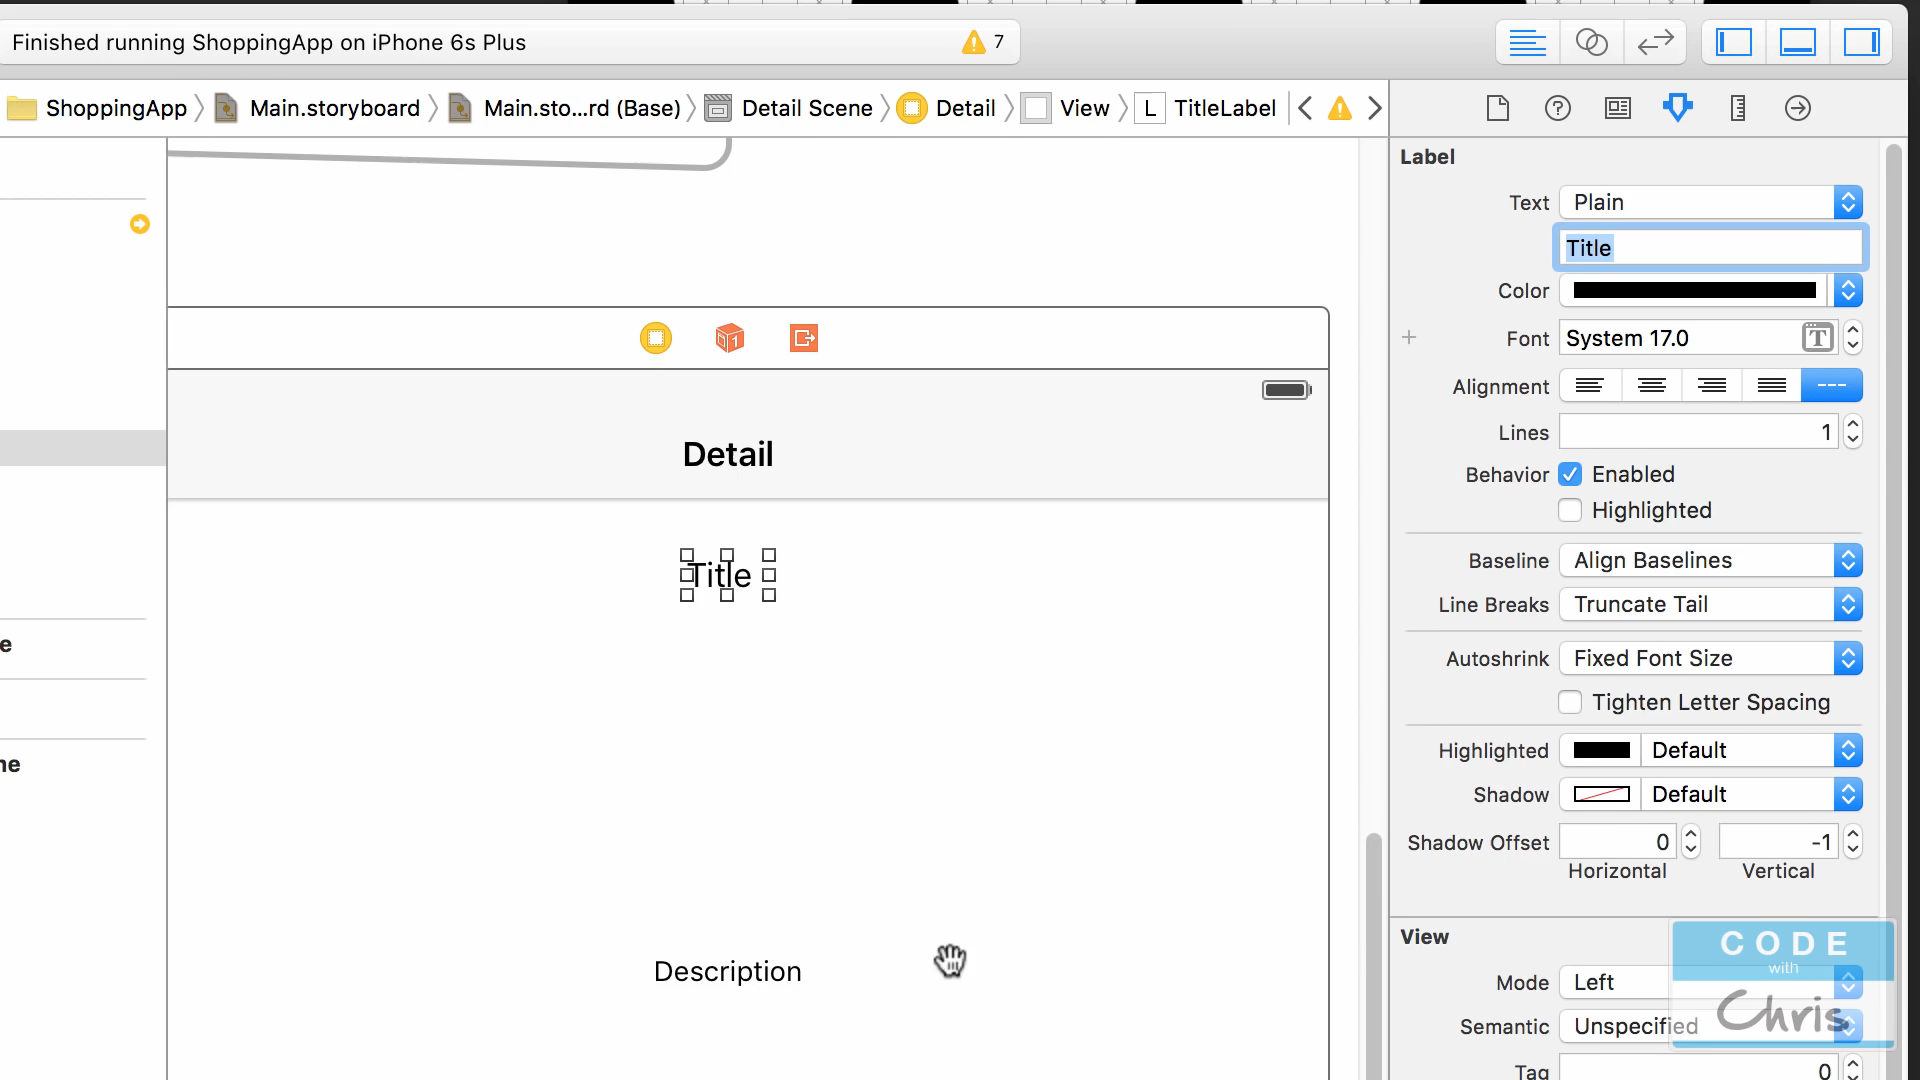 Finished running ShoppingApp on iPhone 6s Plus
7
ShoppingApp
Main.storyboard
Main.sto...rd (Base)
Detail Scene
Detail
View
L
TitleLabel
e
ne
1
Detail
Title
Description
Label
Text Plain
Title
Color
Font System 17.0 T
Alignment
Lines 1
Behavior Enabled
Highlighted
Baseline Align Baselines
Line Breaks Truncate Tail
Autoshrink Fixed Font Size
Tighten Letter Spacing
Highlighted Default
Shadow Default
Shadow Offset 0 -1
Horizontal Vertical
View
Mode Left
Semantic Unspecified
Tag 0
CODE
with
Chris